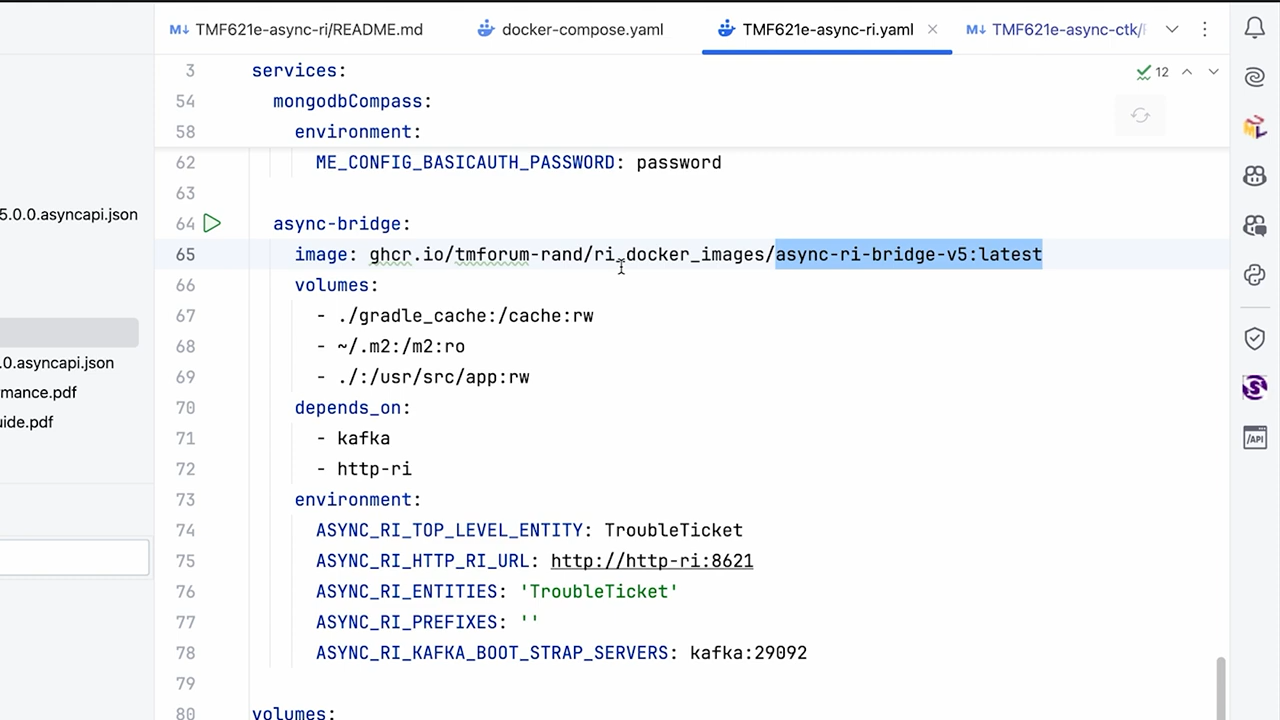 TMF621e-async-ri/README.md
docker-compose.yaml
TMF621e-async-ri.yaml
TMF621e-async-ctk/
12
3 services:
54 mongodbCompass:
58 environment:
62 ME_CONFIG_BASICAUTH_PASSWORD: password
63
64 async-bridge:
65 image: ghcr.io/tmforum-rand/ri_docker_images/async-ri-bridge-v5:latest
66 volumes:
67 - ./gradle_cache:/cache:rw
68 - ~/.m2:/m2:ro
69 - ./:/usr/src/app:rw
70 depends_on:
71 - kafka
72 - http-ri
73 environment:
74 ASYNC_RI_TOP_LEVEL_ENTITY: TroubleTicket
75 ASYNC_RI_HTTP_RI_URL: http://http-ri:8621
76 ASYNC_RI_ENTITIES: 'TroubleTicket'
77 ASYNC_RI_PREFIXES: ''
78 ASYNC_RI_KAFKA_BOOT_STRAP_SERVERS: kafka:29092
79
80 volumes:
5.0.0.asyncapi.json
.0.asyncapi.json
mance.pdf
uide.pdf
/API